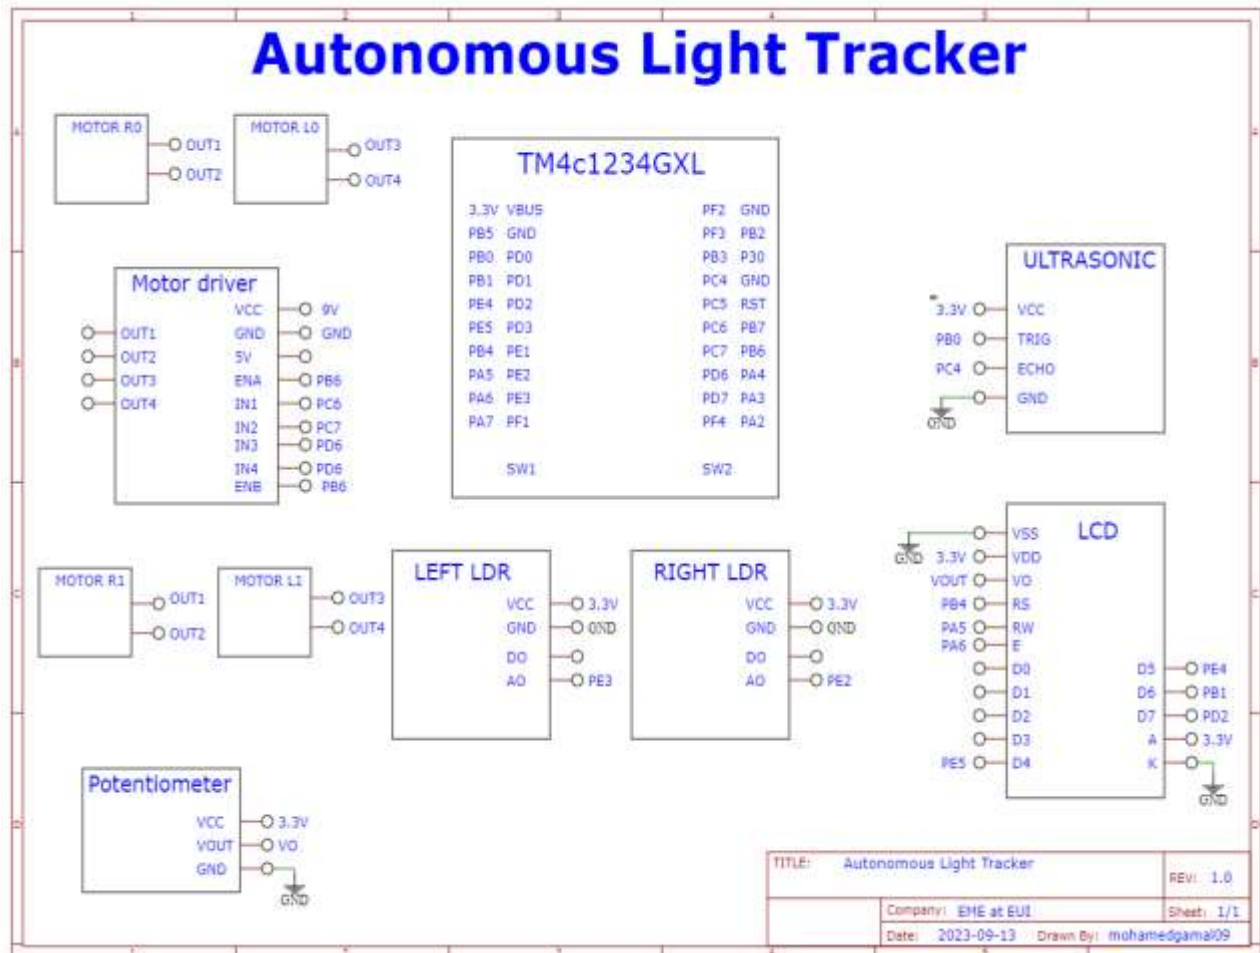 Autonomous Light Tracker
MOTOR R0
OUT1
OUT2
MOTOR L0
OUT3
OUT4
TM4c1234GXL
3.3V VBUS PF2 GND
PB5 GND PF3 PB2
PB0 PD0 PB3 P30
PB1 PD1 PC4 GND
PE4 PD2 PC5 RST
PE5 PD3 PC6 PB7
PB4 PE1 PC7 PB6
PA5 PE2 PD6 PA4
PA6 PE3 PD7 PA3
PA7 PF1 PF4 PA2
SW1 SW2
Motor driver
VCC 9V
OUT1 GND GND
OUT2 5V
OUT3 ENA PB6
OUT4 IN1 PC6
IN2 PC7
IN3 PD6
IN4 PD6
ENB PB6
ULTRASONIC
3.3V VCC
PB0 TRIG
PC4 ECHO
GND
GND
MOTOR R1
OUT1
OUT2
MOTOR L1
OUT3
OUT4
LEFT LDR
VCC 3.3V
GND GND
DO
AO PE3
RIGHT LDR
VCC 3.3V
GND GND
DO
AO PE2
LCD
VSS
GND
3.3V VDD
VOUT VO
PB4 RS
PA5 RW
PA6 E
D0 D5 PE4
D1 D6 PB1
D2 D7 PD2
D3 A 3.3V
PE5 D4 K
GND
Potentiometer
VCC 3.3V
VOUT VO
GND
GND
TITLE: Autonomous Light Tracker
REV: 1.0
Company: EME at EUI
Sheet: 1/1
Date: 2023-09-13 Drawn By: mohamedgamal09